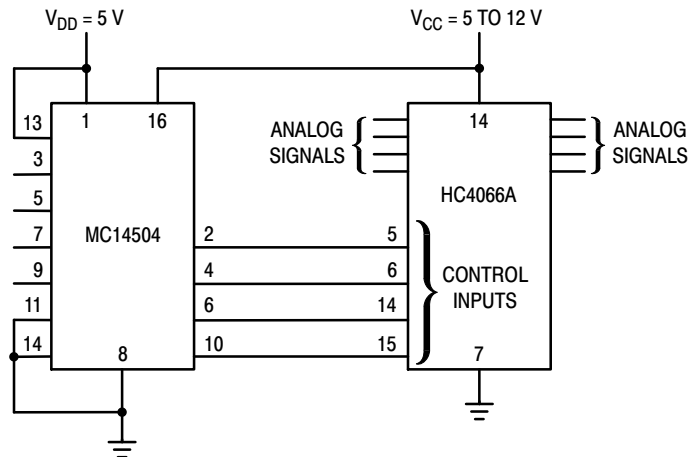 VDD = 5 V
VCC = 5 TO 12 V
13
1
16
3
5
7
9
11
14
MC14504
8
2
4
6
10
ANALOG
SIGNALS
14
ANALOG
SIGNALS
HC4066A
5
6
14
15
CONTROL
INPUTS
7